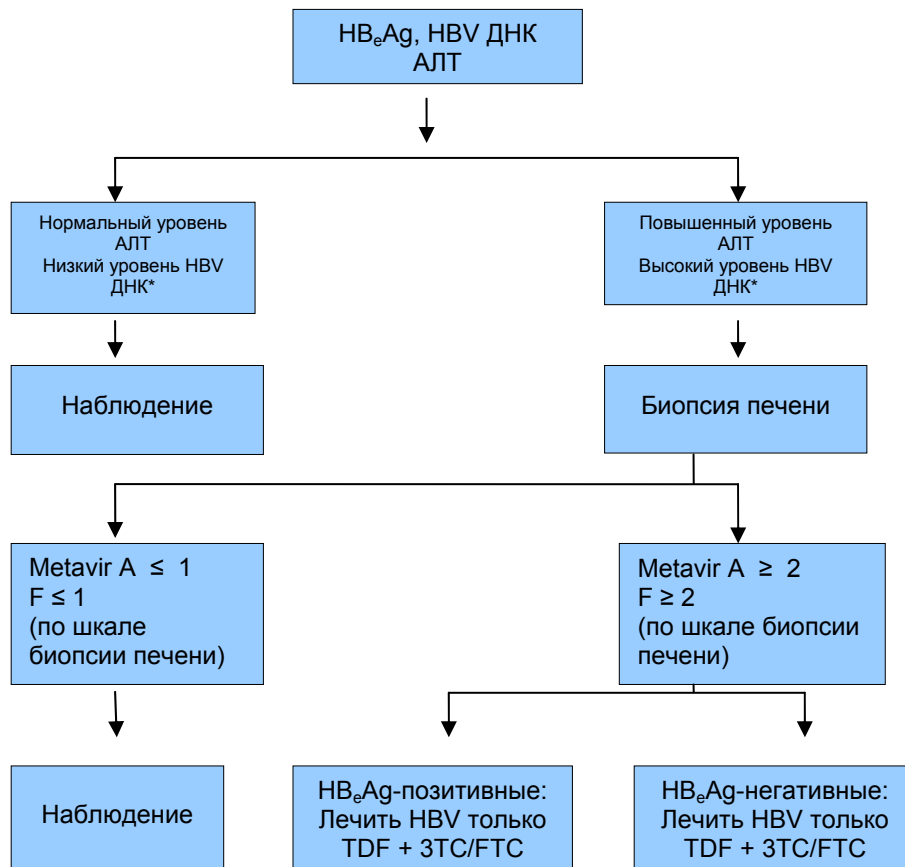 HBeAg, HBV ДНК
АЛТ
Нормальный уровень
АЛТ
Низкий уровень HBV
ДНК*
Повышенный уровень
АЛТ
Высокий уровень HBV
ДНК*
Наблюдение
Биопсия печени
Metavir A ≤ 1
F ≤ 1
(по шкале
биопсии печени)
Metavir A ≥ 2
F ≥ 2
(по шкале биопсии
печени)
Наблюдение
HBeAg-позитивные:
Лечить HBV только
TDF + 3TC/FTC
HBeAg-негативные:
Лечить HBV только
TDF + 3TC/FTC